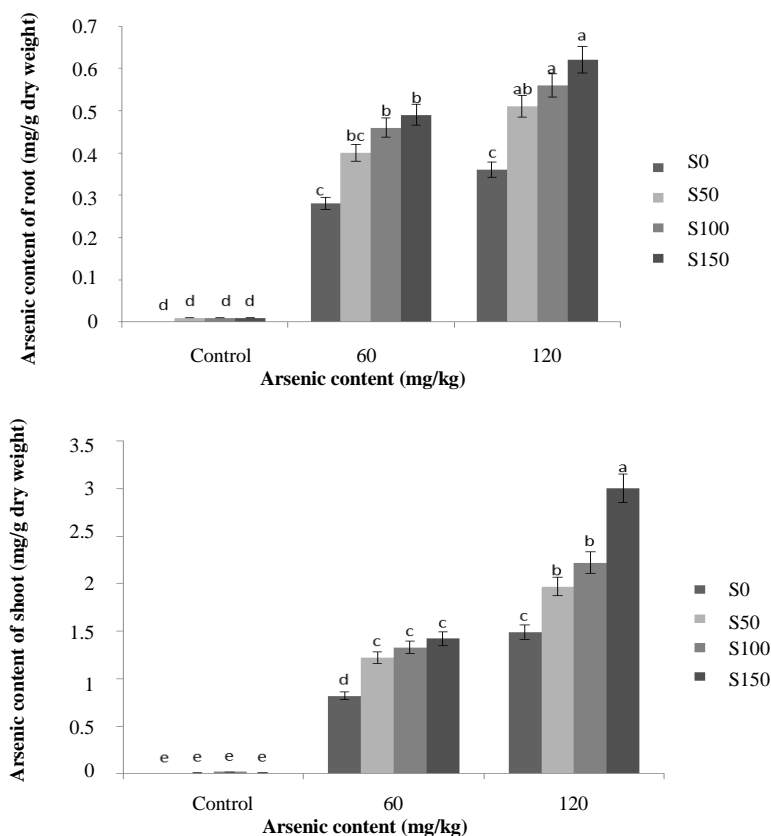 Arsenic content of root (mg/g dry weight)
0.7
0.6
0.5
0.4
0.3
0.2
0.1
0
d d d d
c bc b b
c ab a a
Control 60 120
Arsenic content (mg/kg)
S0
S50
S100
S150
Arsenic content of shoot (mg/g dry weight)
3.5
3
2.5
2
1.5
1
0.5
0
e e e e
d c c c
c b b a
Control 60 120
Arsenic content (mg/kg)
S0
S50
S100
S150